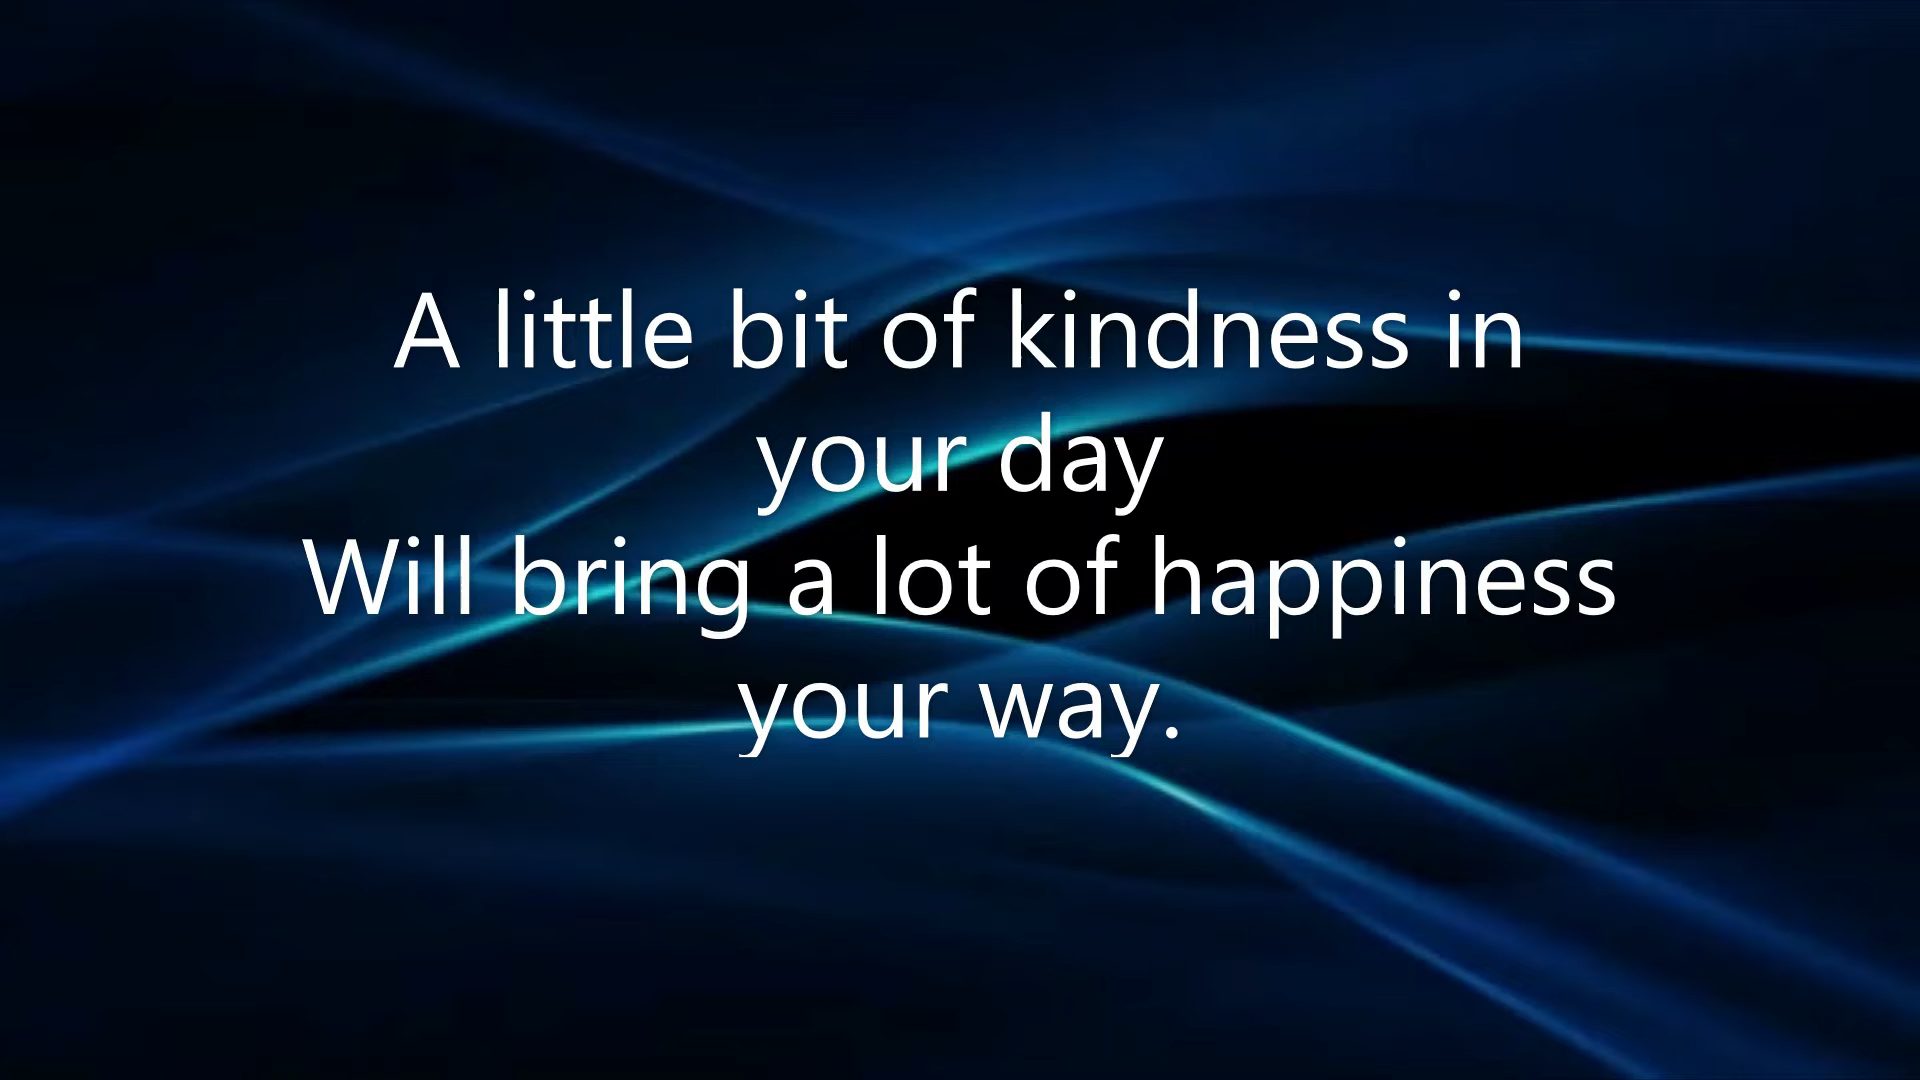 A little bit of kindness in
your day
Will bring a lot of happiness
your way.